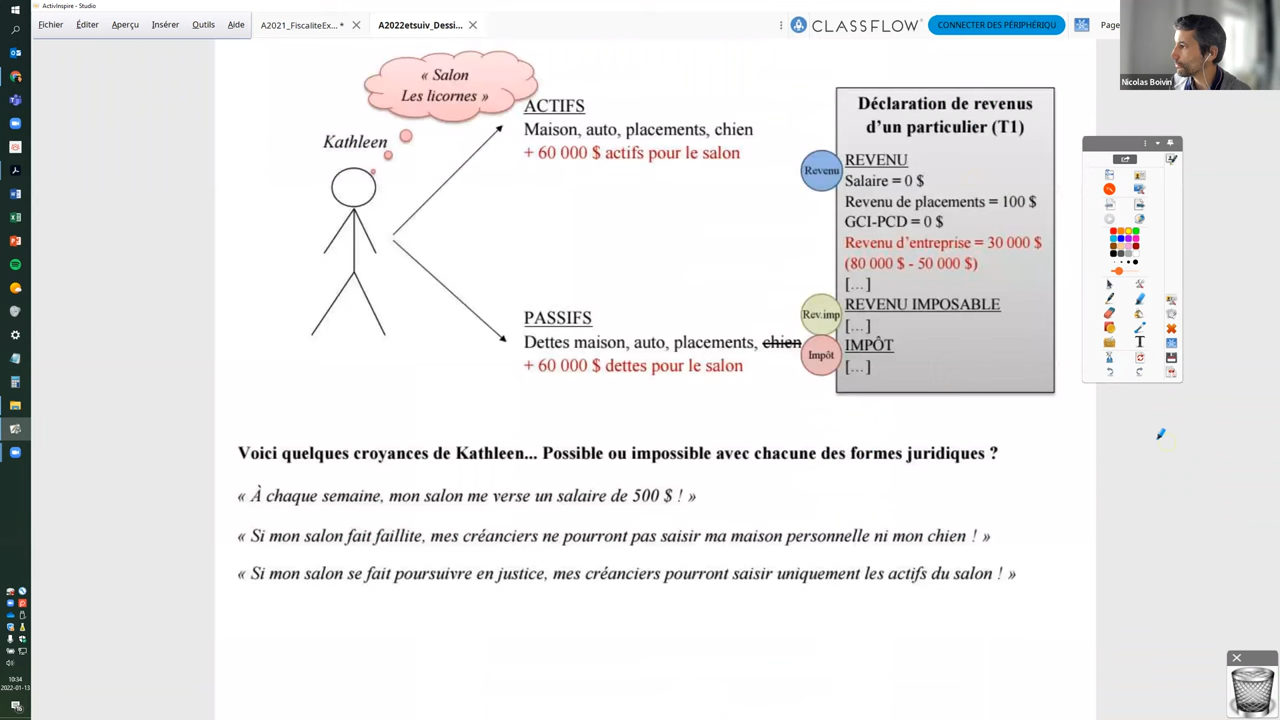 ActivInspire - Studio
Fichier Éditer Aperçu Insérer Outils Aide
A2021_FiscaliteEx... *
A2022etsuiv_Dessi...
CLASSFLOW
CONNECTER DES PÉRIPHÉRIQU
Page
Nicolas Boivin
« Salon
Les licornes »
Kathleen
ACTIFS
Maison, auto, placements, chien
+ 60 000 $ actifs pour le salon
PASSIFS
Dettes maison, auto, placements, chien
+ 60 000 $ dettes pour le salon
Déclaration de revenus
d’un particulier (T1)
Revenu
REVENU
Salaire = 0 $
Revenu de placements = 100 $
GCI-PCD = 0 $
Revenu d’entreprise = 30 000 $
(80 000 $ - 50 000 $)
[...]
Rev.imp
REVENU IMPOSABLE
[...]
Impôt
IMPÔT
[...]
Voici quelques croyances de Kathleen... Possible ou impossible avec chacune des formes juridiques ?
« À chaque semaine, mon salon me verse un salaire de 500 $ ! »
« Si mon salon fait faillite, mes créanciers ne pourront pas saisir ma maison personnelle ni mon chien ! »
« Si mon salon se fait poursuivre en justice, mes créanciers pourront saisir uniquement les actifs du salon ! »
10:34
2022-01-13